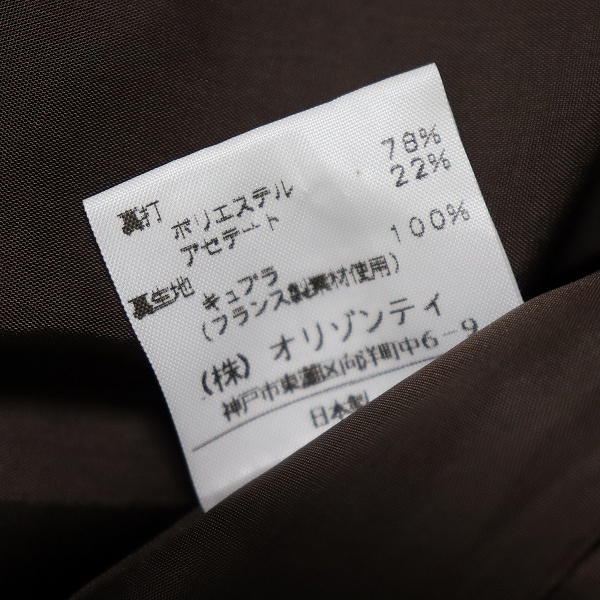 裏打 ポリエステル 78%
アセテート 22%
裏生地 キュプラ 100%
(フランス製素材使用)
(株) オリゾンティ
神戸市東灘区向洋町中6-9
日本製